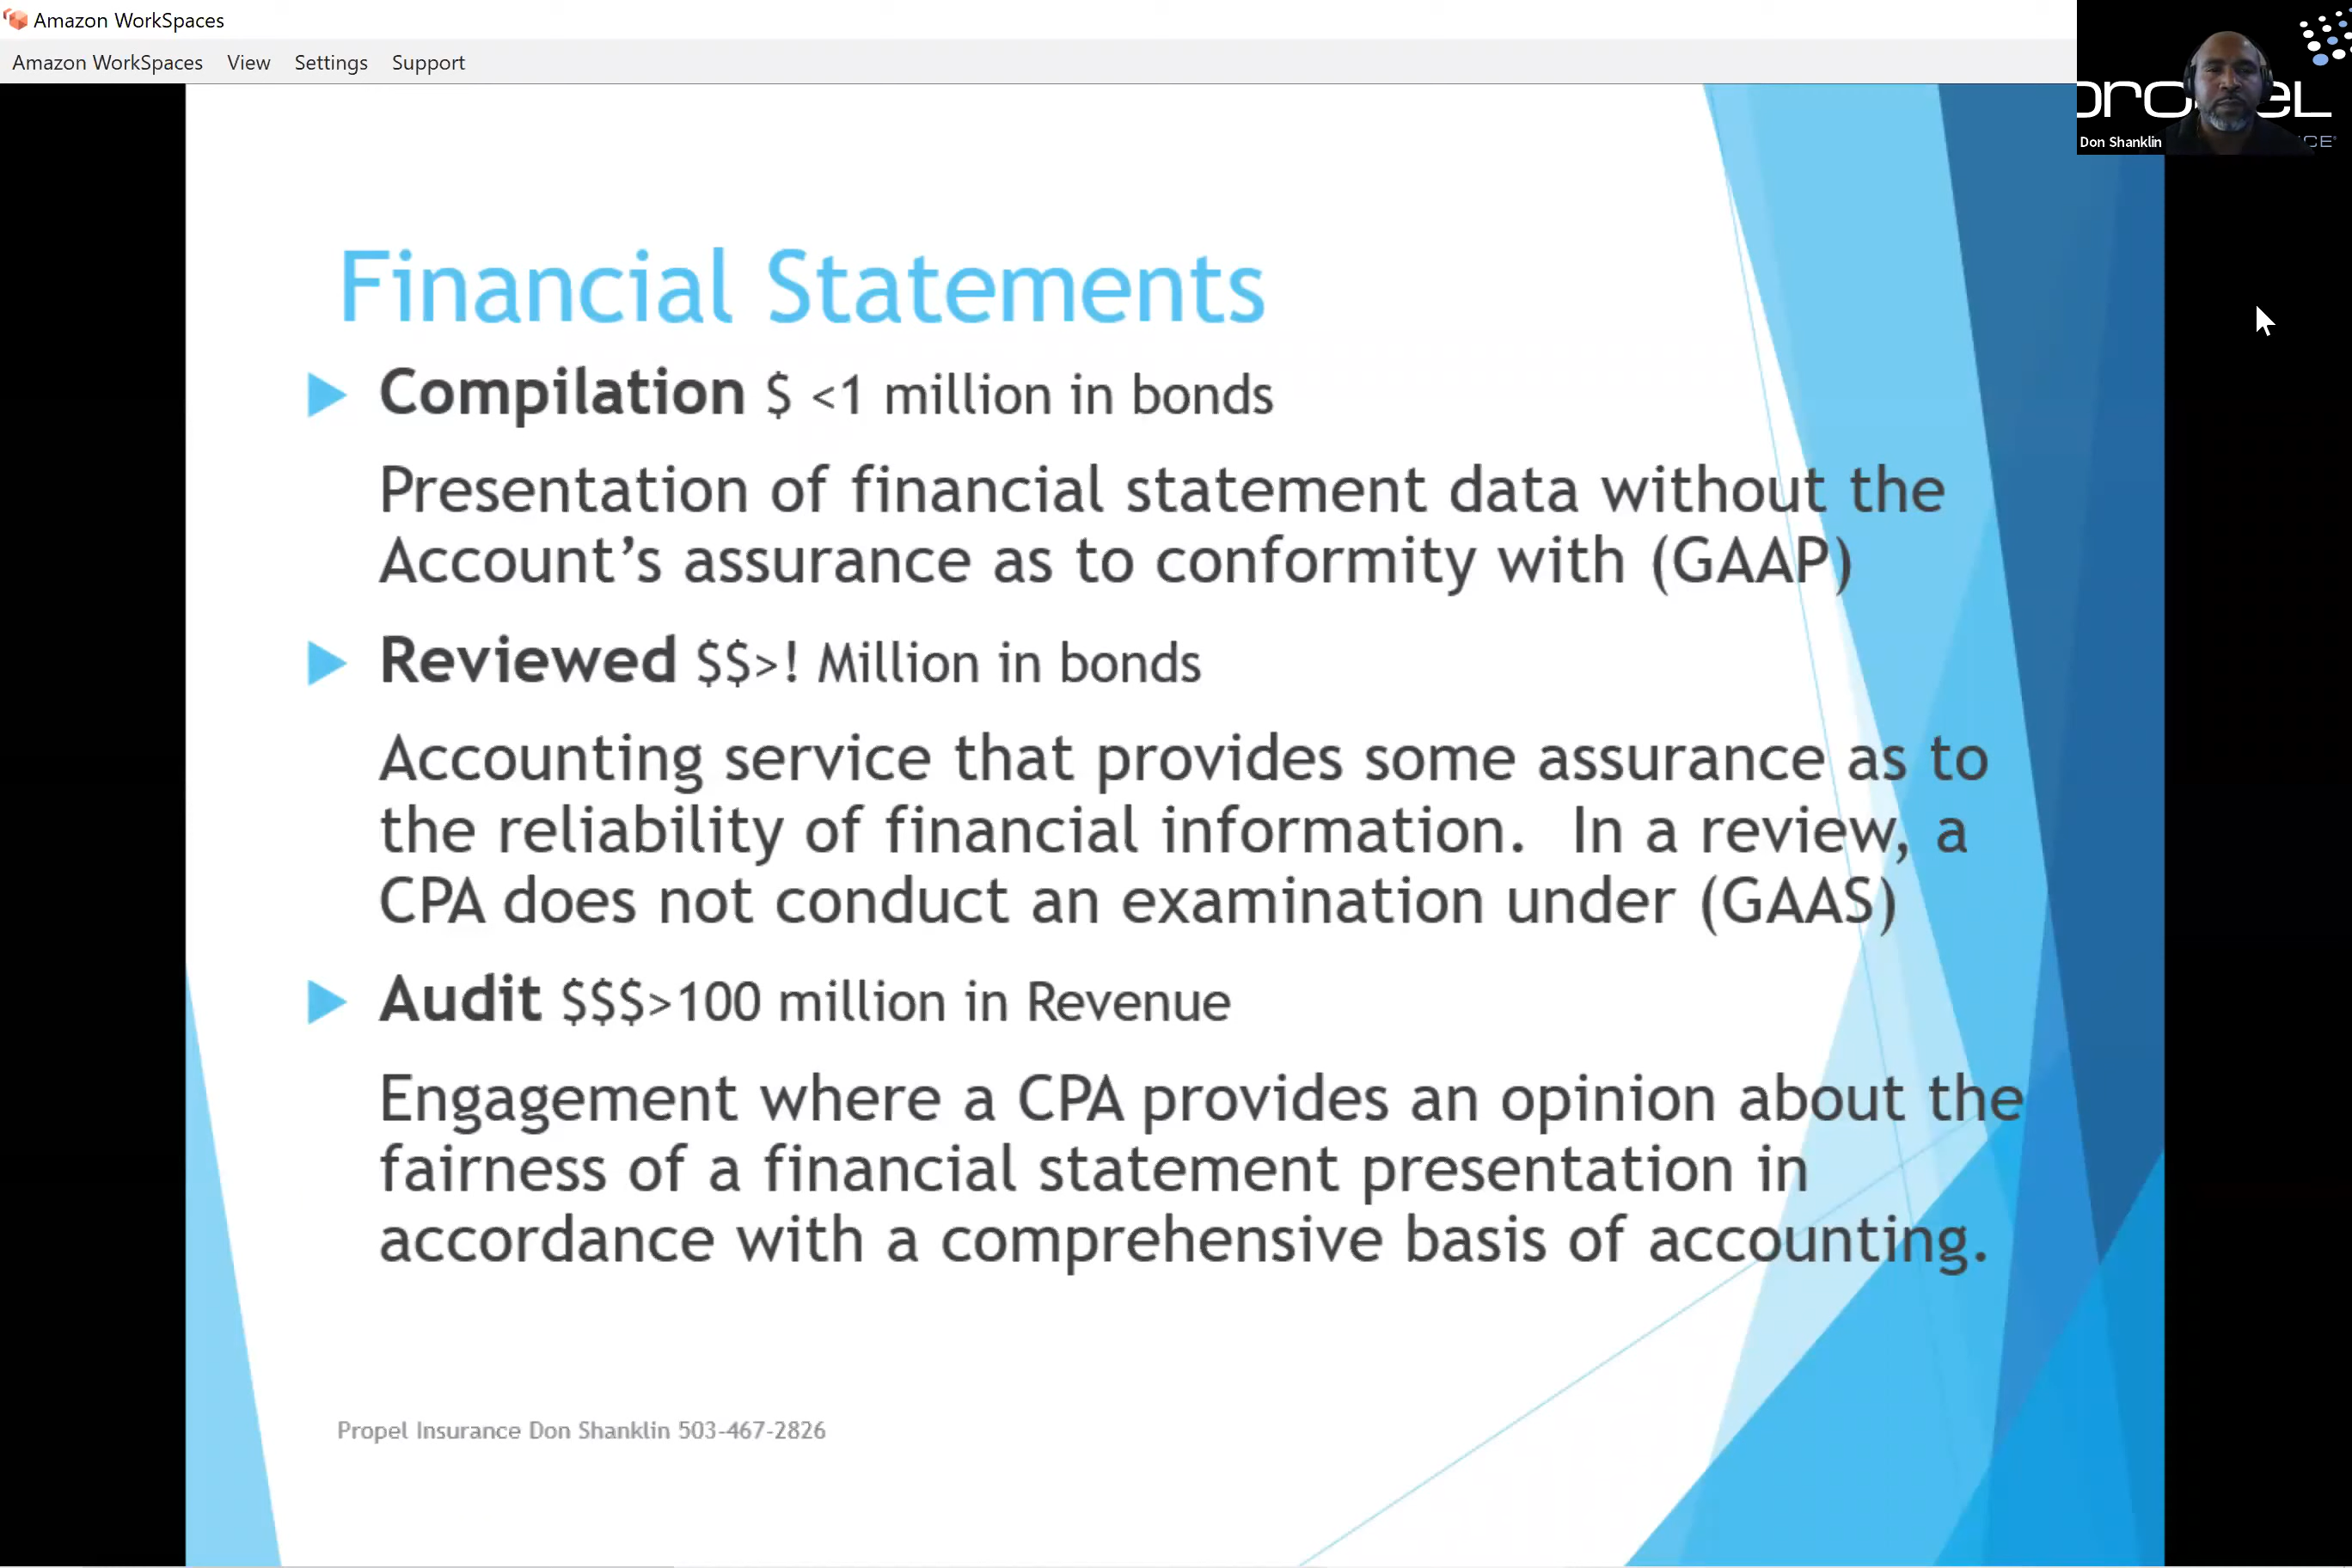 Amazon WorkSpaces
Amazon WorkSpaces View Settings Support
Don Shanklin
Financial Statements
Compilation $ <1 million in bonds
Presentation of financial statement data without the
Account’s assurance as to conformity with (GAAP)
Reviewed $$>! Million in bonds
Accounting service that provides some assurance as to
the reliability of financial information. In a review, a
CPA does not conduct an examination under (GAAS)
Audit $$$>100 million in Revenue
Engagement where a CPA provides an opinion about the
fairness of a financial statement presentation in
accordance with a comprehensive basis of accounting.
Propel Insurance Don Shanklin 503-467-2826